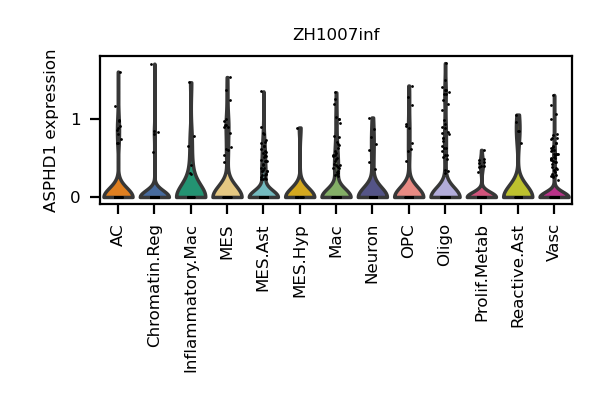 ZH1007inf
ASPHD1 expression
1
0
AC
Chromatin.Reg
Inflammatory.Mac
MES
MES.Ast
MES.Hyp
Mac
Neuron
OPC
Oligo
Prolif.Metab
Reactive.Ast
Vasc